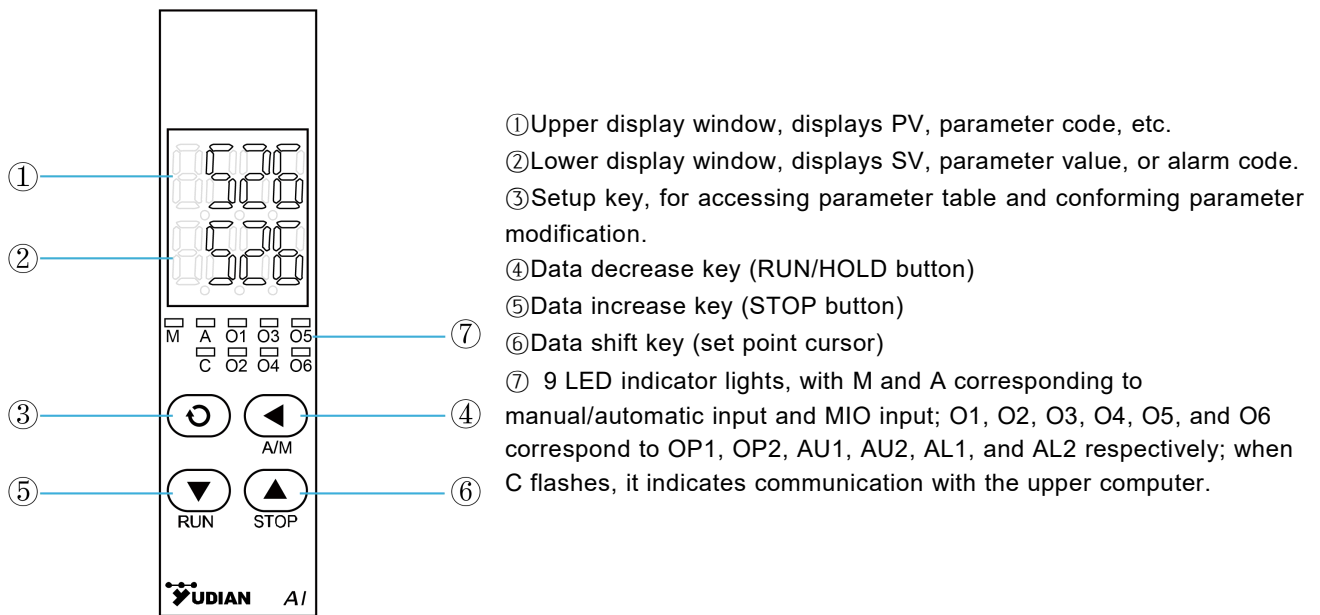 ①Upper display window, displays PV, parameter code, etc.
②Lower display window, displays SV, parameter value, or alarm code.
③Setup key, for accessing parameter table and conforming parameter
modification.
④Data decrease key (RUN/HOLD button)
⑤Data increase key (STOP button)
⑥Data shift key (set point cursor)
⑦ 9 LED indicator lights, with M and A corresponding to
manual/automatic input and MIO input; O1, O2, O3, O4, O5, and O6
correspond to OP1, OP2, AU1, AU2, AL1, and AL2 respectively; when
C flashes, it indicates communication with the upper computer.
①
526
②
526
M A O1 O3 O5
⑦
C O2 O4 O6
③
④
A/M
⑤
⑥
RUN STOP
YUDIAN AI